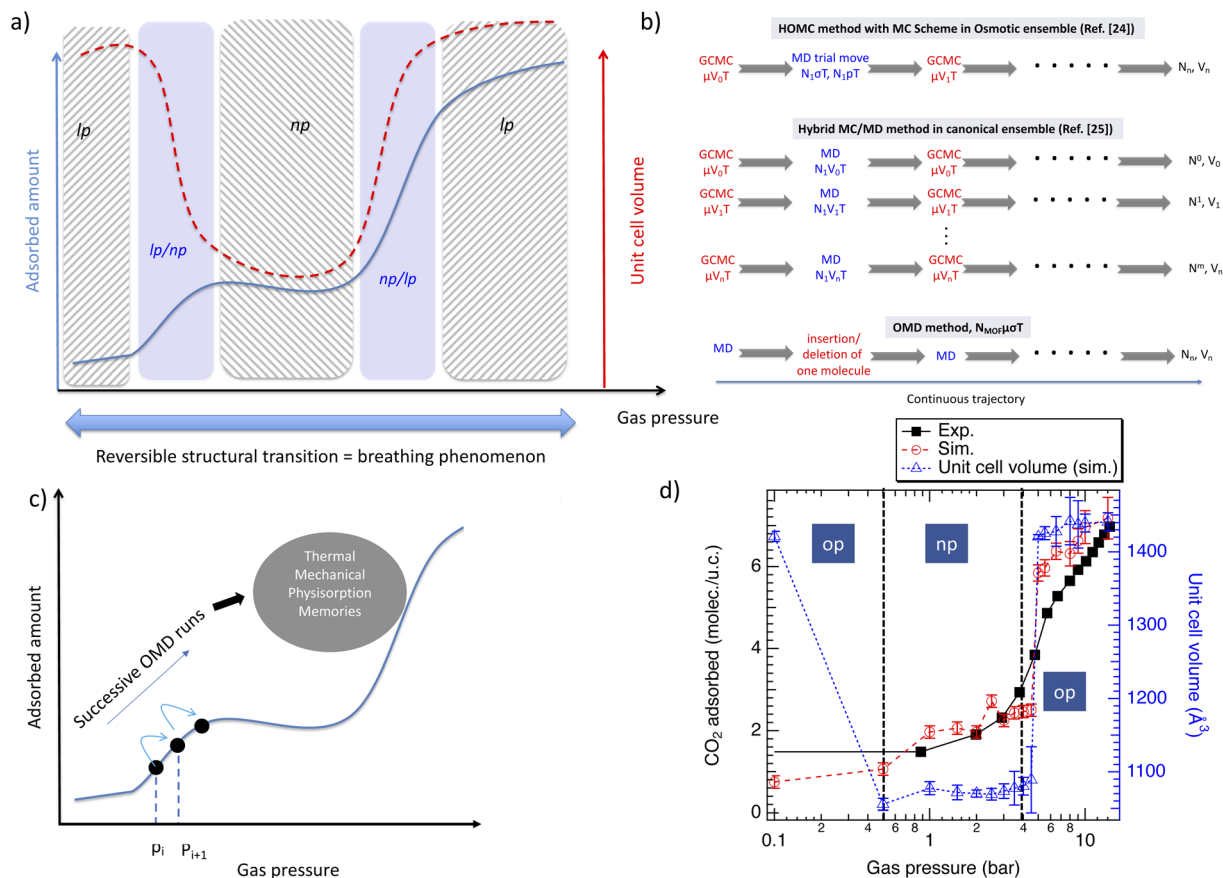 a)
Adsorbed amount
lp
lp/np
np
np/lp
lp
Unit cell volume
Gas pressure
Reversible structural transition = breathing phenomenon
b)
HOMC method with MC Scheme in Osmotic ensemble (Ref. [24])
GCMC
μV₀T
MD trial move
N₁σT, N₁pT
GCMC
μV₁T
Nₙ, Vₙ
Hybrid MC/MD method in canonical ensemble (Ref. [25])
GCMC
μV₀T
MD
N₁V₀T
GCMC
μV₀T
N⁰, V₀
GCMC
μV₁T
MD
N₁V₁T
GCMC
μV₁T
N¹, V₁
GCMC
μVₙT
MD
N₁VₙT
GCMC
μVₙT
Nᵐ, Vₙ
OMD method, N_MOFμσT
MD
insertion/
deletion of
one molecule
MD
Nₙ, Vₙ
Continuous trajectory
c)
Adsorbed amount
Successive OMD runs
Thermal
Mechanical
Physisorption
Memories
pᵢ
Pᵢ₊₁
Gas pressure
d)
Exp.
Sim.
Unit cell volume (sim.)
CO₂ adsorbed (molec./u.c.)
6
4
2
0
op
np
op
1400
1300
1200
1100
Unit cell volume (Å³)
0.1
2
4
6
8
1
2
4
6
8
10
Gas pressure (bar)